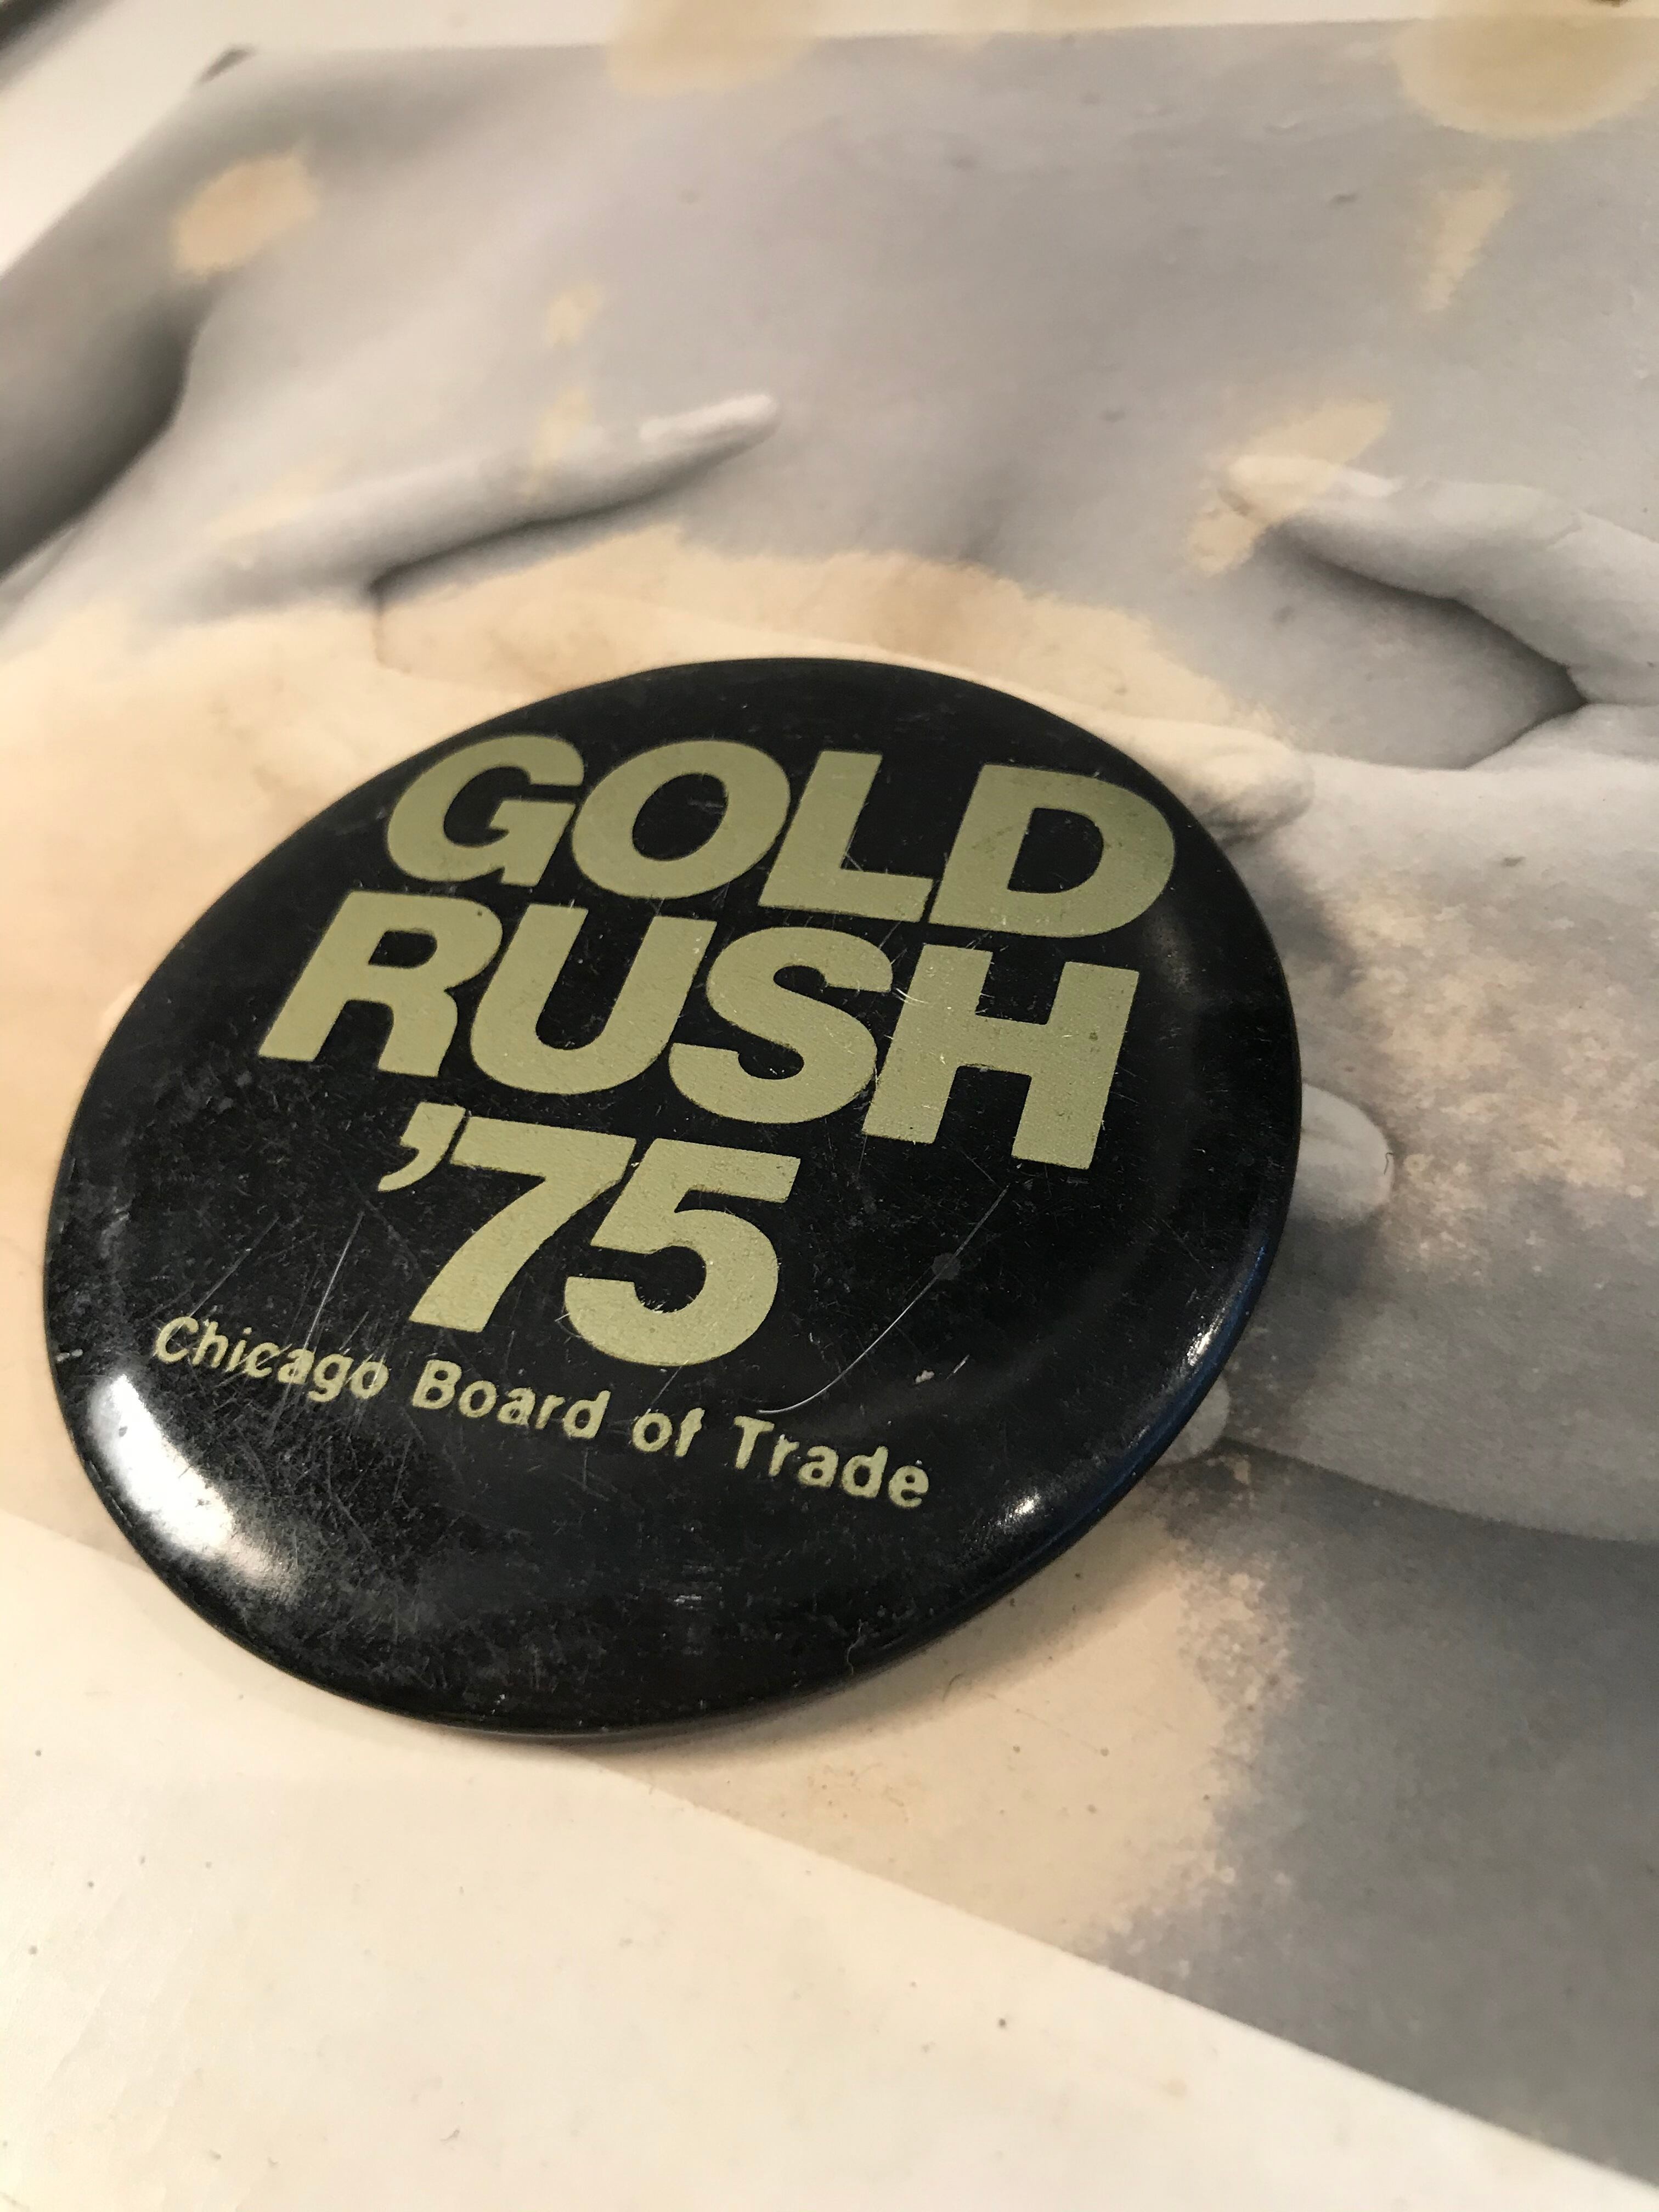 GOLD
RUSH
'75
Chicago Board of Trade